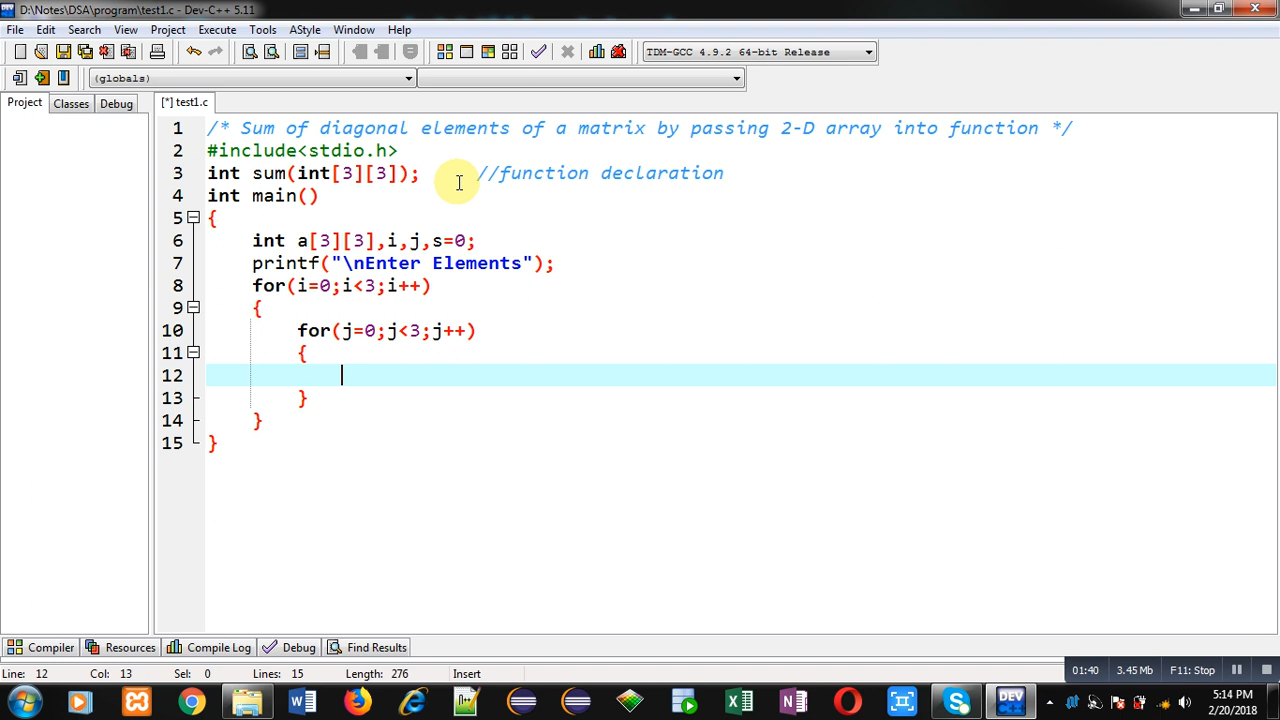 D:\Notes\DSA\program\test1.c - Dev-C++ 5.11
File Edit Search View Project Execute Tools AStyle Window Help
TDM-GCC 4.9.2 64-bit Release
(globals)
Project Classes Debug [*] test1.c
1 /* Sum of diagonal elements of a matrix by passing 2-D array into function */
2 #include<stdio.h>
3 int sum(int[3][3]); //function declaration
4 int main()
5 {
6 int a[3][3],i,j,s=0;
7 printf("\nEnter Elements");
8 for(i=0;i<3;i++)
9 {
10 for(j=0;j<3;j++)
11 {
12
13 }
14 }
15 }
Compiler Resources Compile Log Debug Find Results
Line: 12 Col: 13 Sel: 0 Lines: 15 Length: 276 Insert
01:40 3.45 Mb F11: Stop
DEV
5:14 PM
2/20/2018